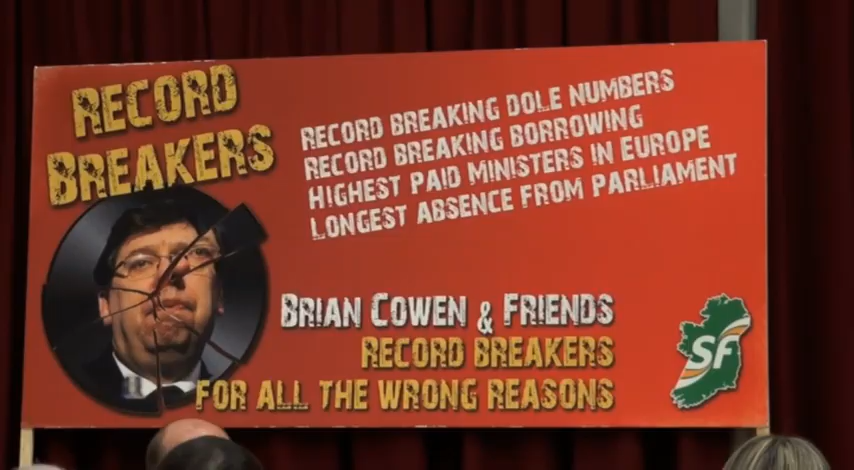 RECORD
BREAKERS
RECORD BREAKING DOLE NUMBERS
RECORD BREAKING BORROWING
HIGHEST PAID MINISTERS IN EUROPE
LONGEST ABSENCE FROM PARLIAMENT
BRIAN COWEN & FRIENDS
RECORD BREAKERS
FOR ALL THE WRONG REASONS
SF